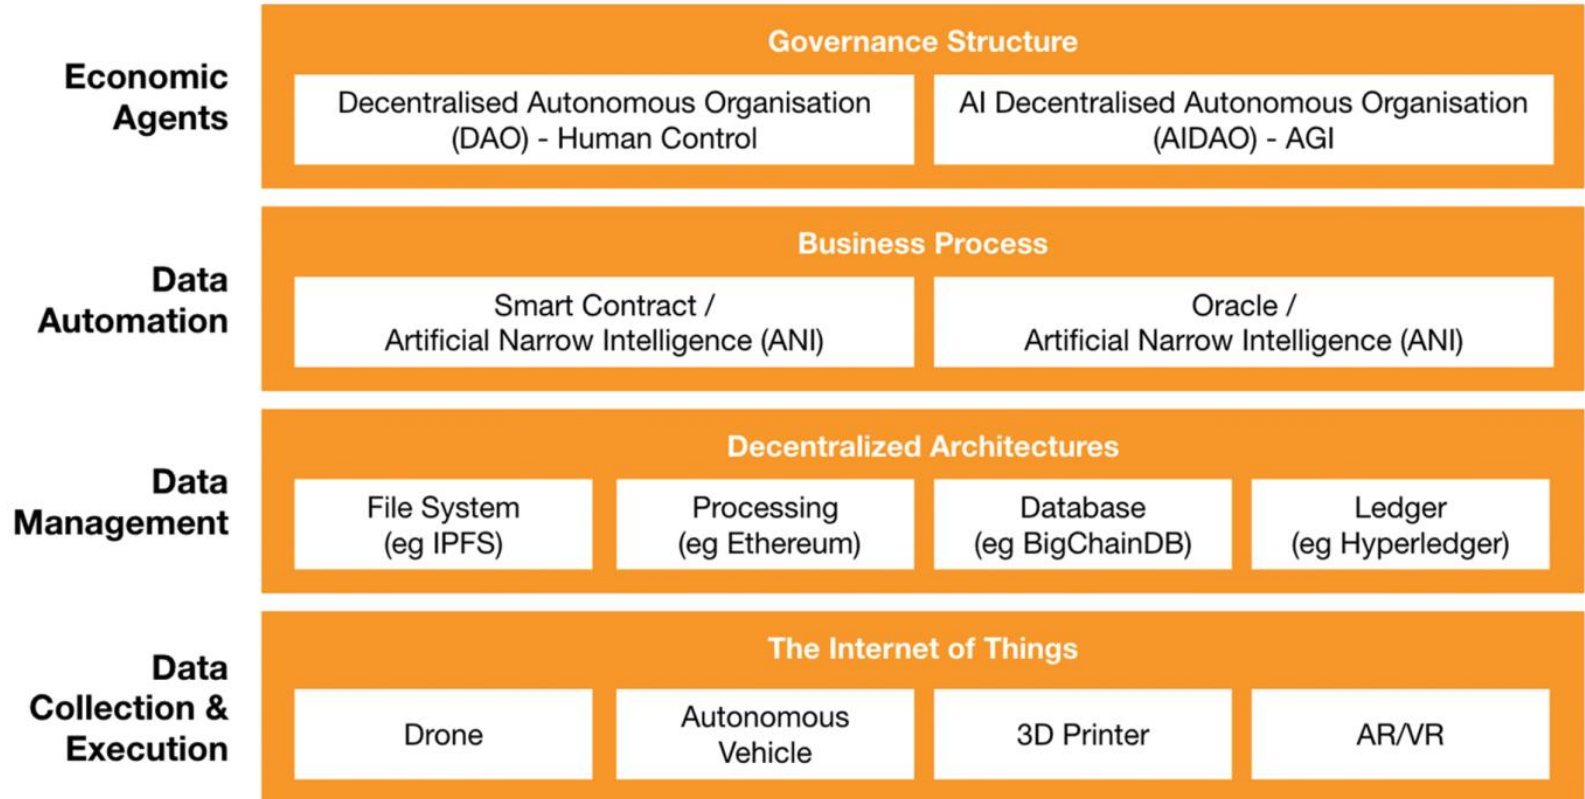 Economic
Agents
Governance Structure
Decentralised Autonomous Organisation
(DAO) - Human Control
AI Decentralised Autonomous Organisation
(AIDAO) - AGI
Data
Automation
Business Process
Smart Contract /
Artificial Narrow Intelligence (ANI)
Oracle /
Artificial Narrow Intelligence (ANI)
Data
Management
Decentralized Architectures
File System
(eg IPFS)
Processing
(eg Ethereum)
Database
(eg BigChainDB)
Ledger
(eg Hyperledger)
Data
Collection &
Execution
The Internet of Things
Drone
Autonomous
Vehicle
3D Printer
AR/VR